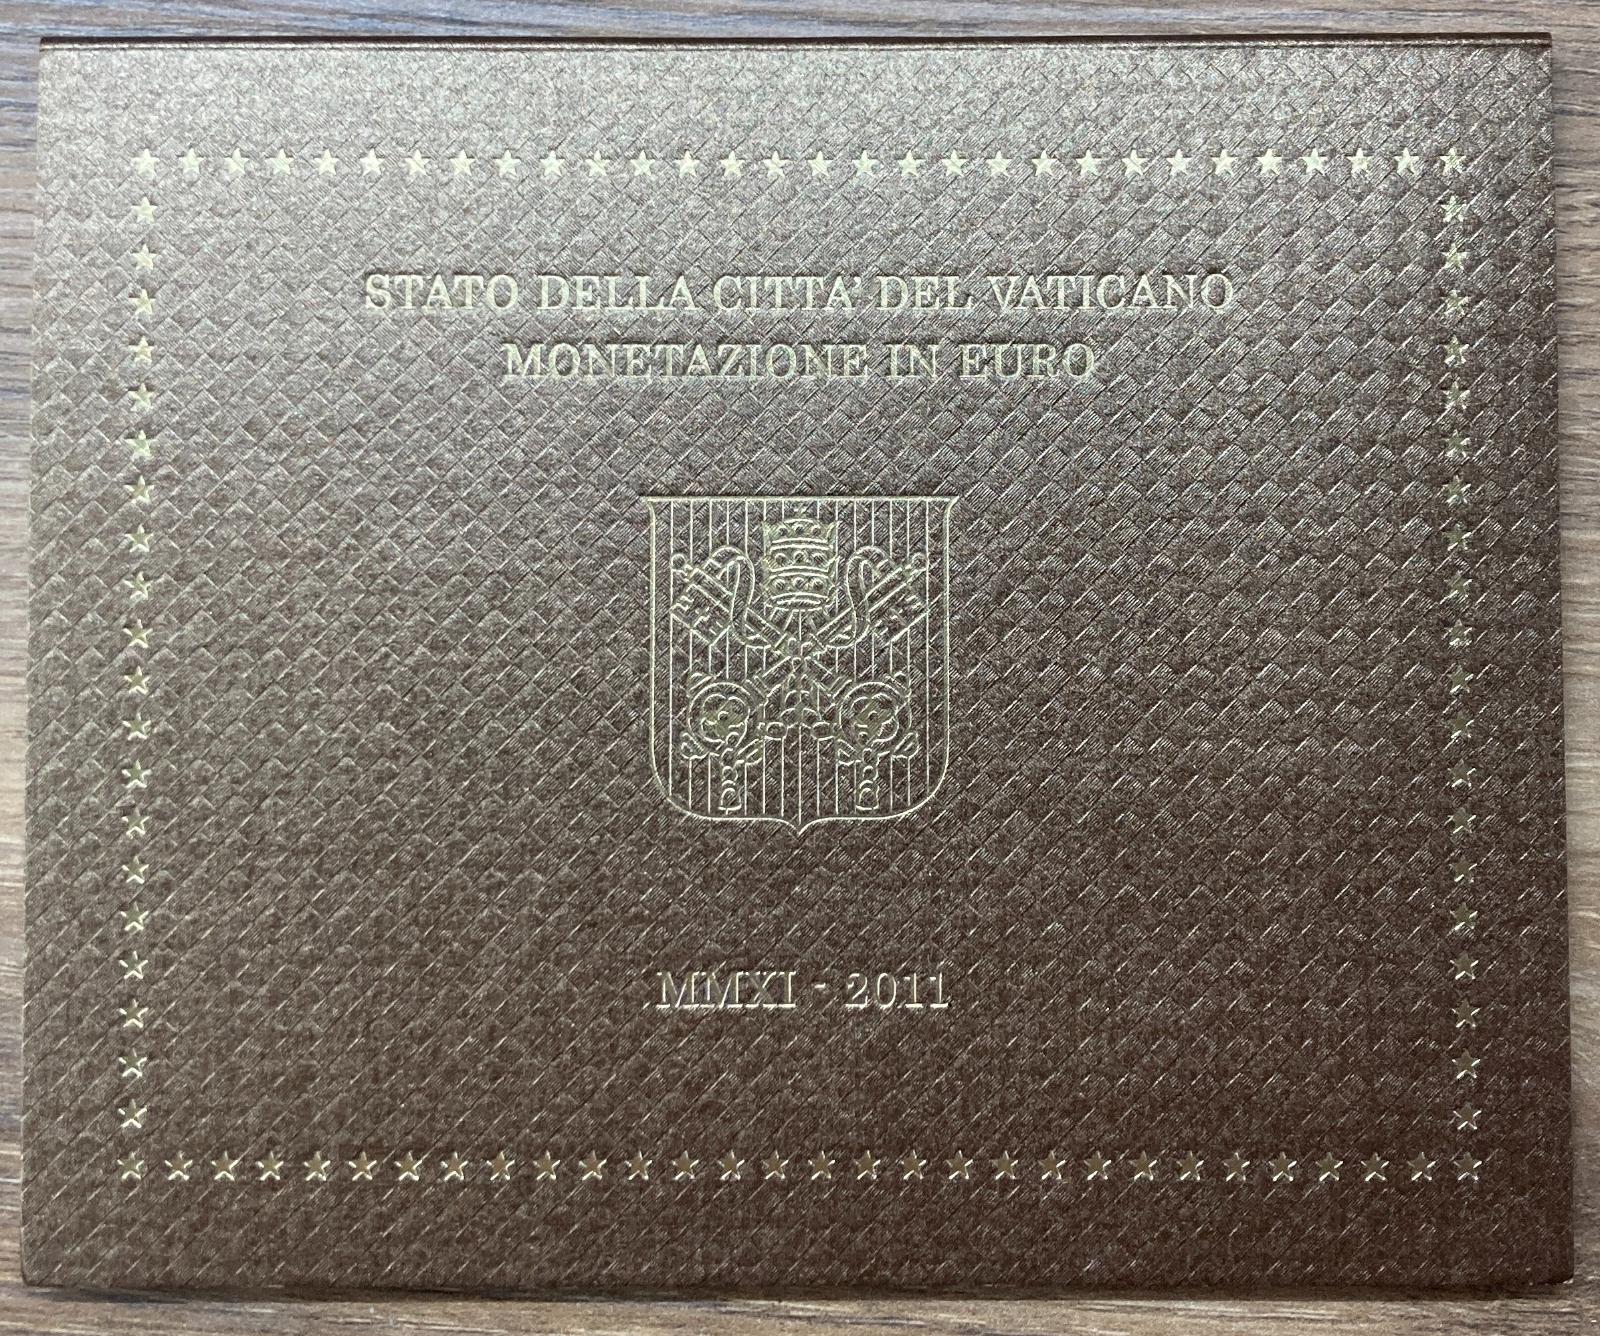 STATO DELLA CITTA' DEL VATICANO
MONETAZIONE IN EURO
MMXI - 2011